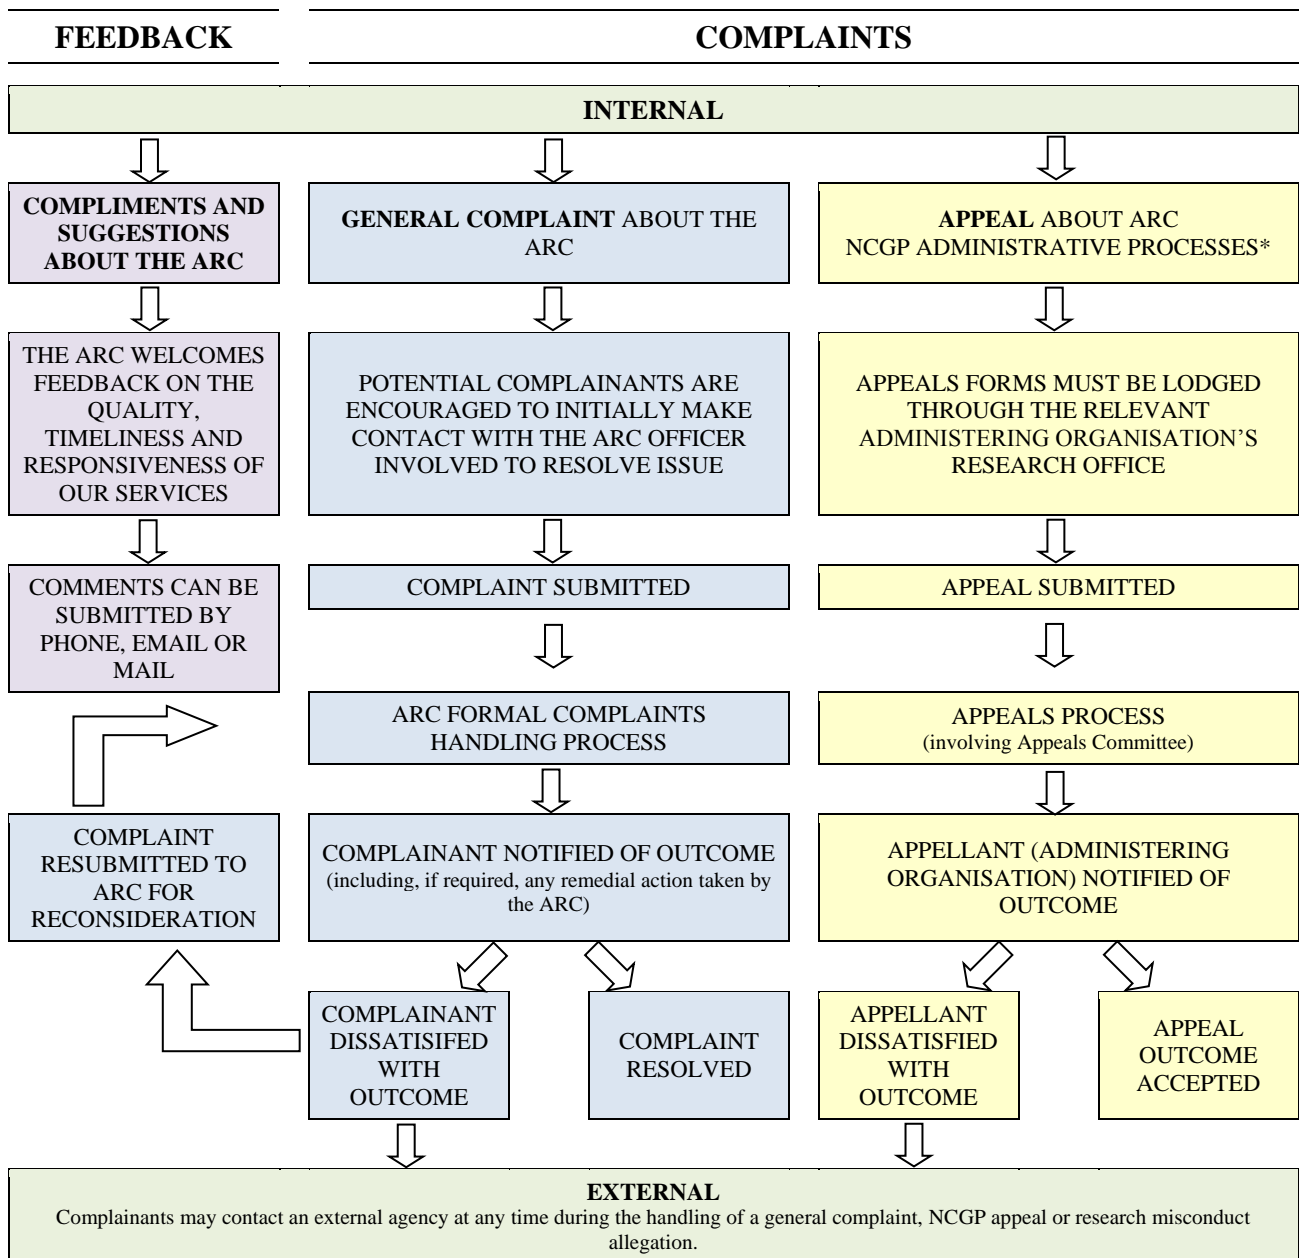 FEEDBACK
COMPLAINTS
INTERNAL
COMPLIMENTS AND
SUGGESTIONS
ABOUT THE ARC
GENERAL COMPLAINT ABOUT THE
ARC
APPEAL ABOUT ARC
NCGP ADMINISTRATIVE PROCESSES*
THE ARC WELCOMES
FEEDBACK ON THE
QUALITY,
TIMELINESS AND
RESPONSIVENESS OF
OUR SERVICES
POTENTIAL COMPLAINANTS ARE
ENCOURAGED TO INITIALLY MAKE
CONTACT WITH THE ARC OFFICER
INVOLVED TO RESOLVE ISSUE
APPEALS FORMS MUST BE LODGED
THROUGH THE RELEVANT
ADMINISTERING ORGANISATION'S
RESEARCH OFFICE
COMMENTS CAN BE
SUBMITTED BY
PHONE, EMAIL OR
MAIL
COMPLAINT SUBMITTED
APPEAL SUBMITTED
ARC FORMAL COMPLAINTS
HANDLING PROCESS
APPEALS PROCESS
(involving Appeals Committee)
COMPLAINT
RESUBMITTED TO
ARC FOR
RECONSIDERATION
COMPLAINANT NOTIFIED OF OUTCOME
(including, if required, any remedial action taken by
the ARC)
APPELLANT (ADMINISTERING
ORGANISATION) NOTIFIED OF
OUTCOME
COMPLAINANT
DISSATISIFED
WITH
OUTCOME
COMPLAINT
RESOLVED
APPELLANT
DISSATISFIED
WITH
OUTCOME
APPEAL
OUTCOME
ACCEPTED
EXTERNAL
Complainants may contact an external agency at any time during the handling of a general complaint, NCGP appeal or research misconduct
allegation.